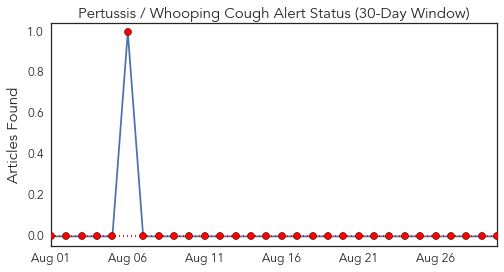 Pertussis / Whooping Cough Alert Status (30-Day Window)
Articles Found
1.0
0.8
0.6
0.4
0.2
0.0
Aug 01 Aug 06 Aug 11 Aug 16 Aug 21 Aug 26